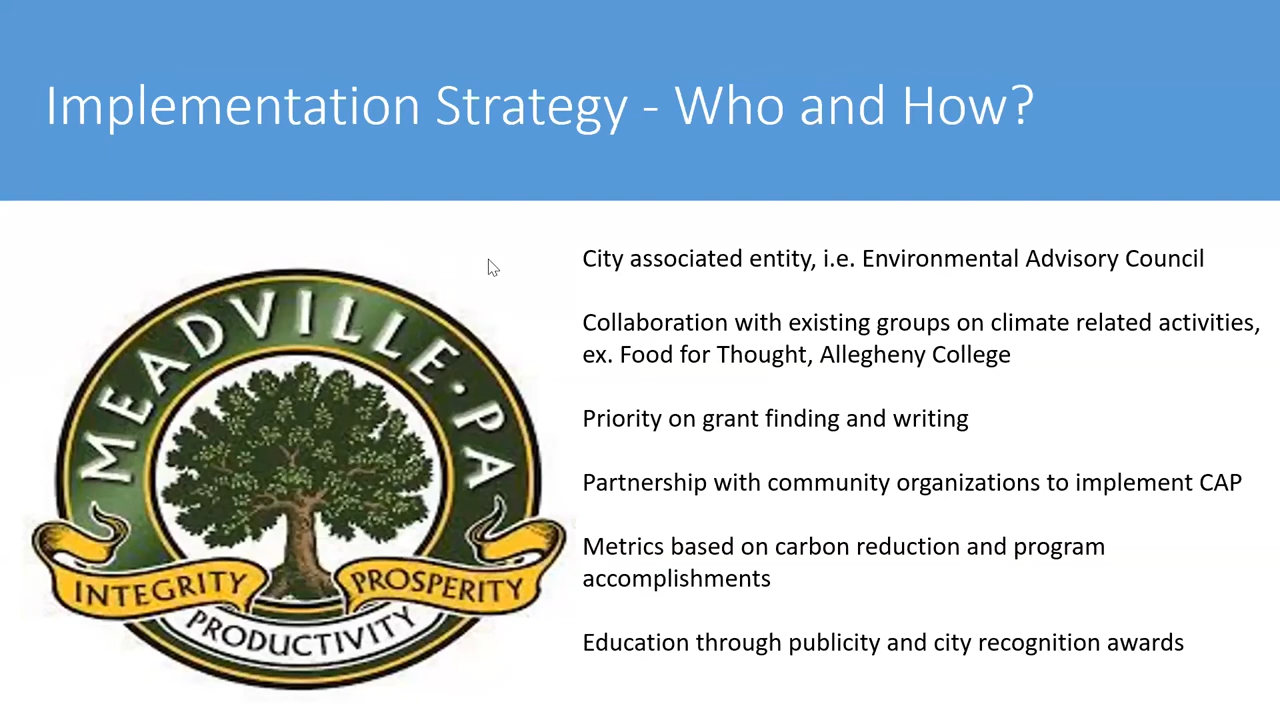 Implementation Strategy - Who and How?
City associated entity, i.e. Environmental Advisory Council
Collaboration with existing groups on climate related activities,
ex. Food for Thought, Allegheny College
Priority on grant finding and writing
Partnership with community organizations to implement CAP
Metrics based on carbon reduction and program
accomplishments
Education through publicity and city recognition awards
MEADVILLE·PA
INTEGRITY
PROSPERITY
PRODUCTIVITY